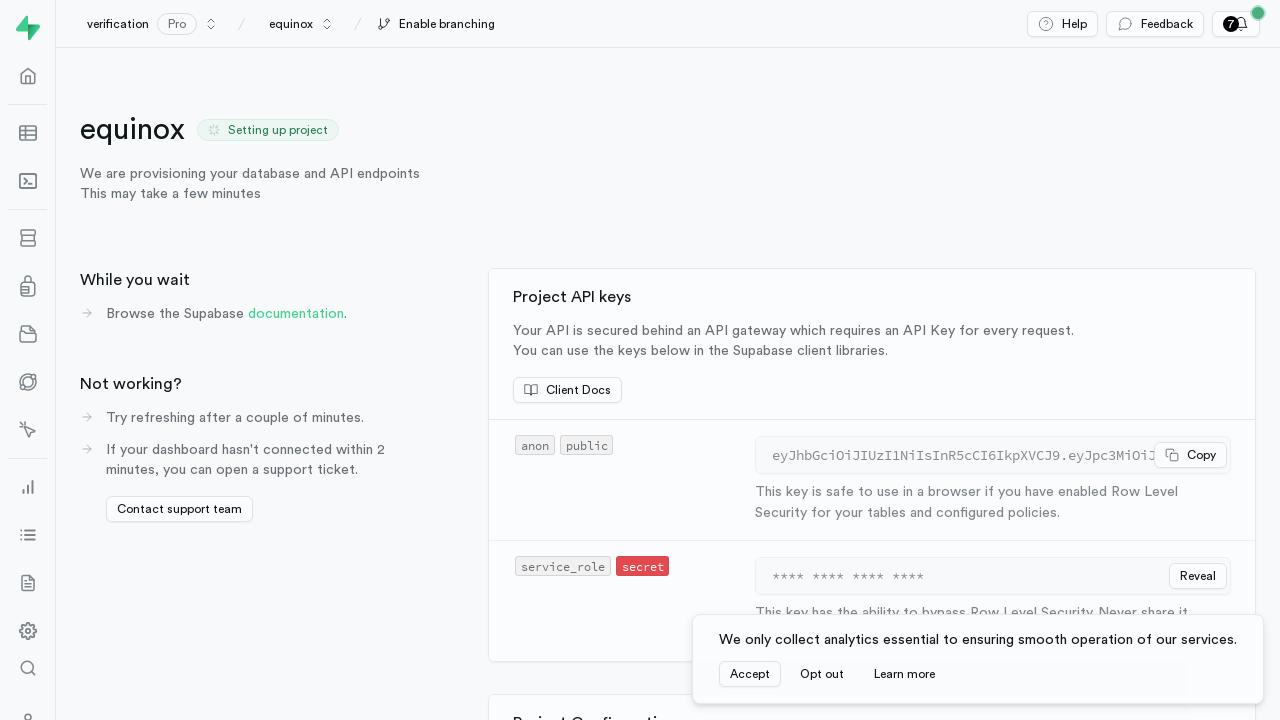 verification Pro / equinox / Enable branching Help Feedback 7
equinox Setting up project
We are provisioning your database and API endpoints
This may take a few minutes
While you wait
Browse the Supabase documentation.
Not working?
Try refreshing after a couple of minutes.
If your dashboard hasn't connected within 2
minutes, you can open a support ticket.
Contact support team
Project API keys
Your API is secured behind an API gateway which requires an API Key for every request.
You can use the keys below in the Supabase client libraries.
Client Docs
anon public
eyJhbGciOiJIUzI1NiIsInR5cCI6IkpXVCJ9.eyJpc3MiOiJ Copy
This key is safe to use in a browser if you have enabled Row Level
Security for your tables and configured policies.
service_role secret
**** **** **** **** Reveal
This key has the ability to bypass Row Level Security. Never share it
We only collect analytics essential to ensuring smooth operation of our services.
Accept Opt out Learn more